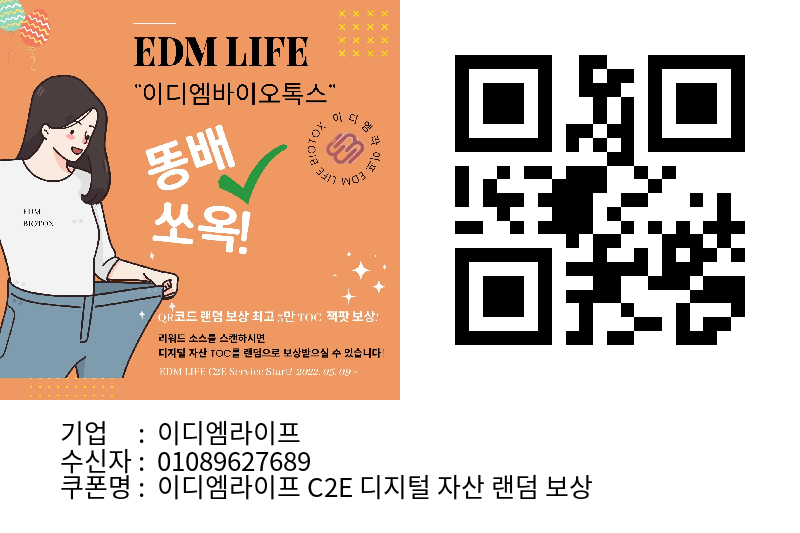 EDM LIFE
"이디엠바이오톡스"
똥배
쏘옥!
이디엠라이프 EDM LIFE BIOTOX
EDM
BIOTOX
QR코드 랜덤 보상 최고 5만 TOC 잭팟 보상!
리워드 소스를 스캔하시면
디지털 자산 TOC를 랜덤으로 보상받으실 수 있습니다!
EDM LIFE C2E Service Start! 2022. 05. 09 ~
기업 : 이디엠라이프
수신자 : 01089627689
쿠폰명 : 이디엠라이프 C2E 디지털 자산 랜덤 보상